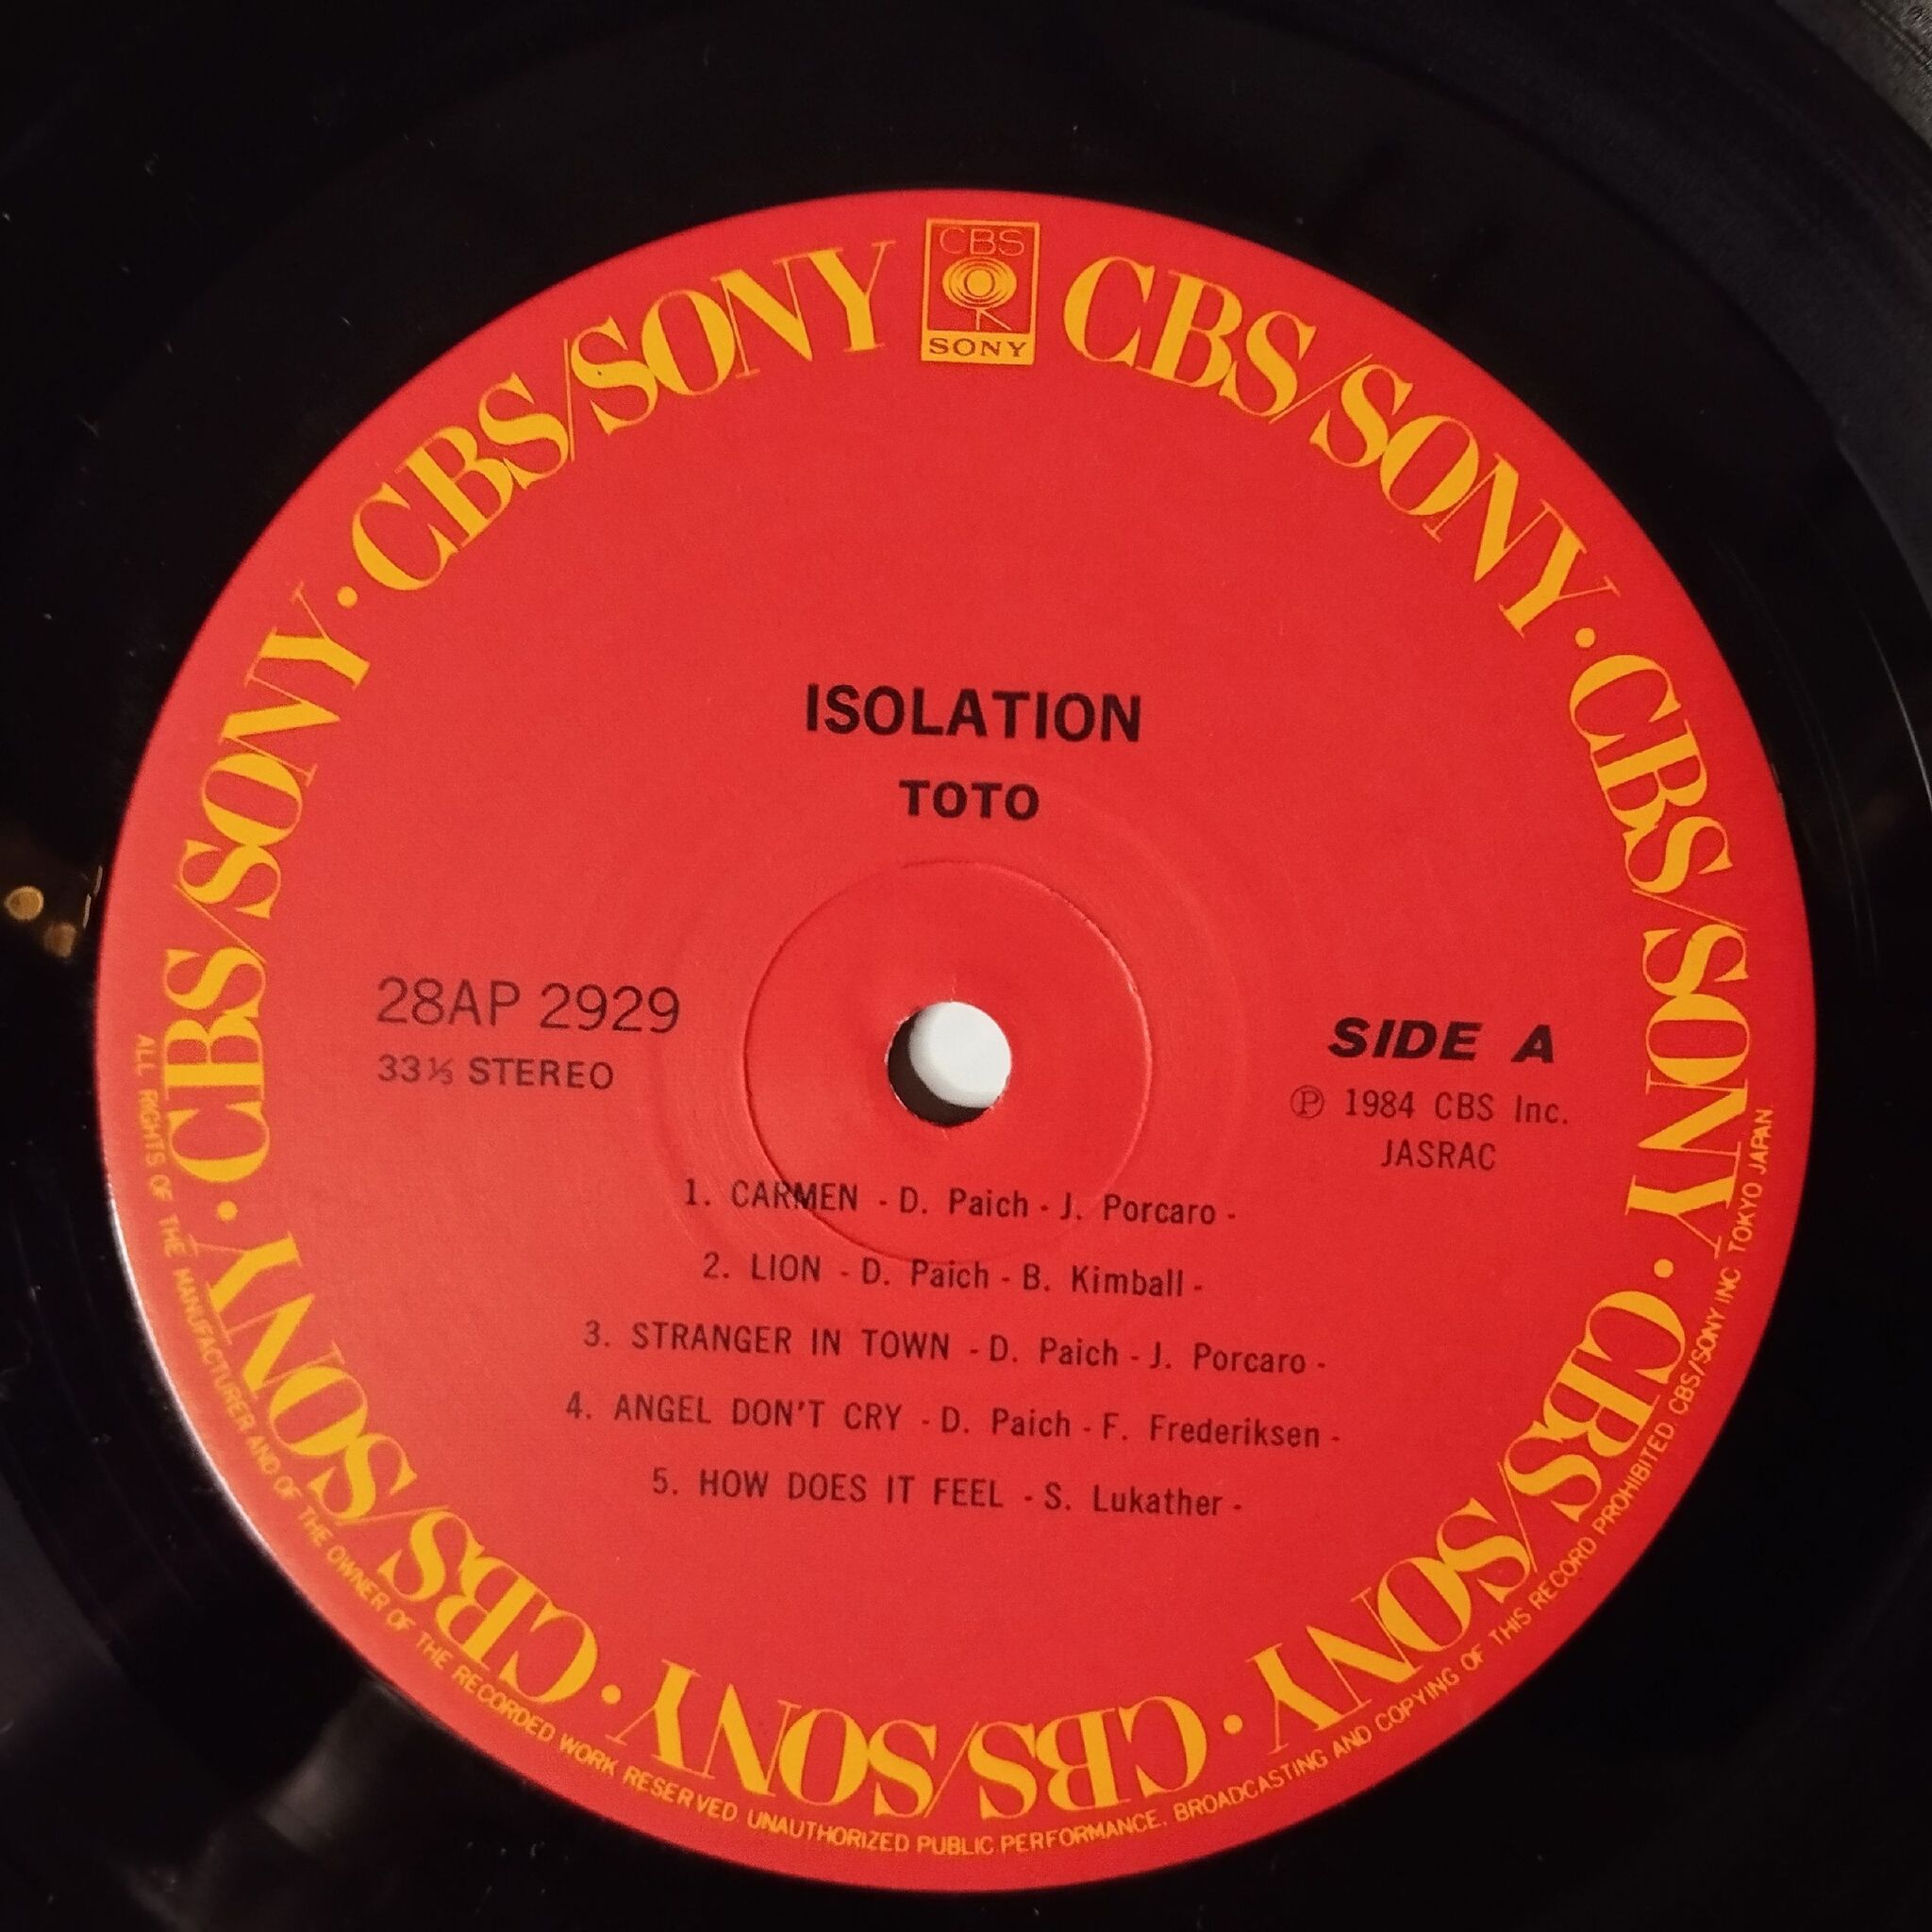 CBS
SONY
CBS/SONY · CBS/SONY · CBS/SONY · CBS/SONY · CBS/SONY · CBS/SONY · CBS/SONY
ISOLATION
TOTO
28AP 2929
33⅓ STEREO
SIDE A
Ⓟ 1984 CBS Inc.
JASRAC
1. CARMEN - D. Paich - J. Porcaro -
2. LION - D. Paich - B. Kimball -
3. STRANGER IN TOWN - D. Paich - J. Porcaro -
4. ANGEL DON'T CRY - D. Paich - F. Frederiksen -
5. HOW DOES IT FEEL - S. Lukather -
ALL RIGHTS OF THE MANUFACTURER AND OF THE OWNER OF THE RECORDED WORK RESERVED UNAUTHORIZED PUBLIC PERFORMANCE, BROADCASTING AND COPYING OF THIS RECORD PROHIBITED CBS/SONY INC TOKYO JAPAN